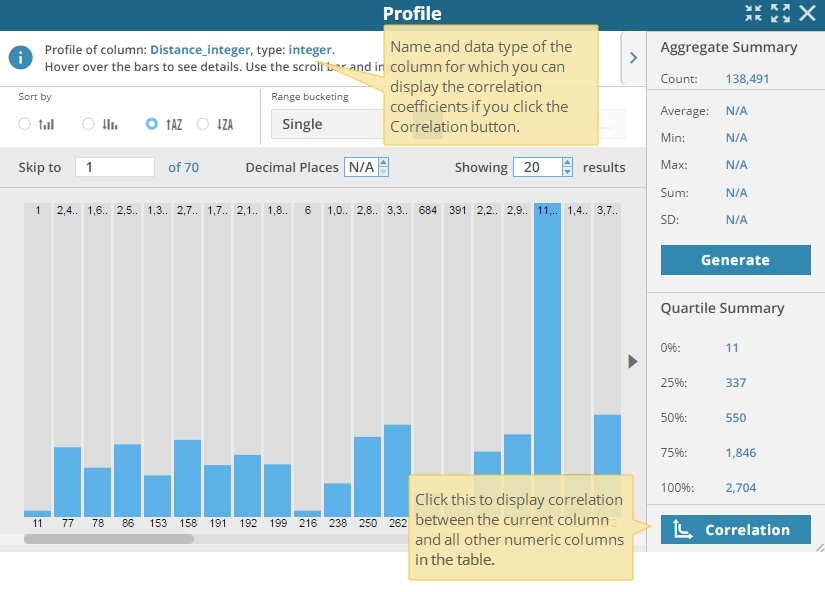 Profile
Profile of column: Distance_integer, type: integer.
Hover over the bars to see details. Use the scroll bar and in
Name and data type of the
column for which you can
display the correlation
coefficients if you click the
Correlation button.
Sort by
AZ
ZA
Range bucketing
Single
Skip to 1 of 70
Decimal Places N/A
Showing 20 results
1 2,4.. 1,6.. 2,5.. 1,3.. 2,7.. 1,7.. 2,1.. 1,8.. 6 1,0.. 2,8.. 3,3.. 684 391 2,2.. 2,9.. 11,.. 1,4.. 3,7..
11 77 78 86 153 158 191 192 199 216 238 250 262
Click this to display correlation
between the current column
and all other numeric columns
in the table.
Aggregate Summary
Count: 138,491
Average: N/A
Min: N/A
Max: N/A
Sum: N/A
SD: N/A
Generate
Quartile Summary
0%: 11
25%: 337
50%: 550
75%: 1,846
100%: 2,704
Correlation